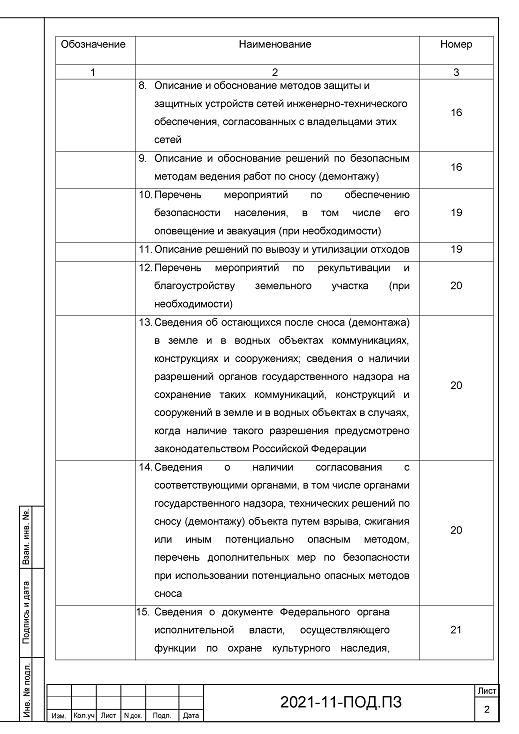 Обозначение Наименование Номер
1 2 3
8. Описание и обоснование методов защиты и
защитных устройств сетей инженерно-технического
обеспечения, согласованных с владельцами этих
сетей
16
9. Описание и обоснование решений по безопасным
методам ведения работ по сносу (демонтажу)
16
10. Перечень мероприятий по обеспечению
безопасности населения, в том числе его
оповещение и эвакуация (при необходимости)
19
11. Описание решений по вывозу и утилизации отходов 19
12. Перечень мероприятий по рекультивации и
благоустройству земельного участка (при
необходимости)
20
13. Сведения об остающихся после сноса (демонтажа)
в земле и в водных объектах коммуникациях,
конструкциях и сооружениях; сведения о наличии
разрешений органов государственного надзора на
сохранение таких коммуникаций, конструкций и
сооружений в земле и в водных объектах в случаях,
когда наличие такого разрешения предусмотрено
законодательством Российской Федерации
20
14. Сведения о наличии согласования с
соответствующими органами, в том числе органами
государственного надзора, технических решений по
сносу (демонтажу) объекта путем взрыва, сжигания
или иным потенциально опасным методом,
перечень дополнительных мер по безопасности
при использовании потенциально опасных методов
сноса
20
15. Сведения о документе Федерального органа
исполнительной власти, осуществляющего
функции по охране культурного наследия,
21
Взам. инв. №.
Подпись и дата
Инв. № подл.
Изм. Кол.уч Лист N док. Подп. Дата
2021-11-ПОД.ПЗ
Лист
2